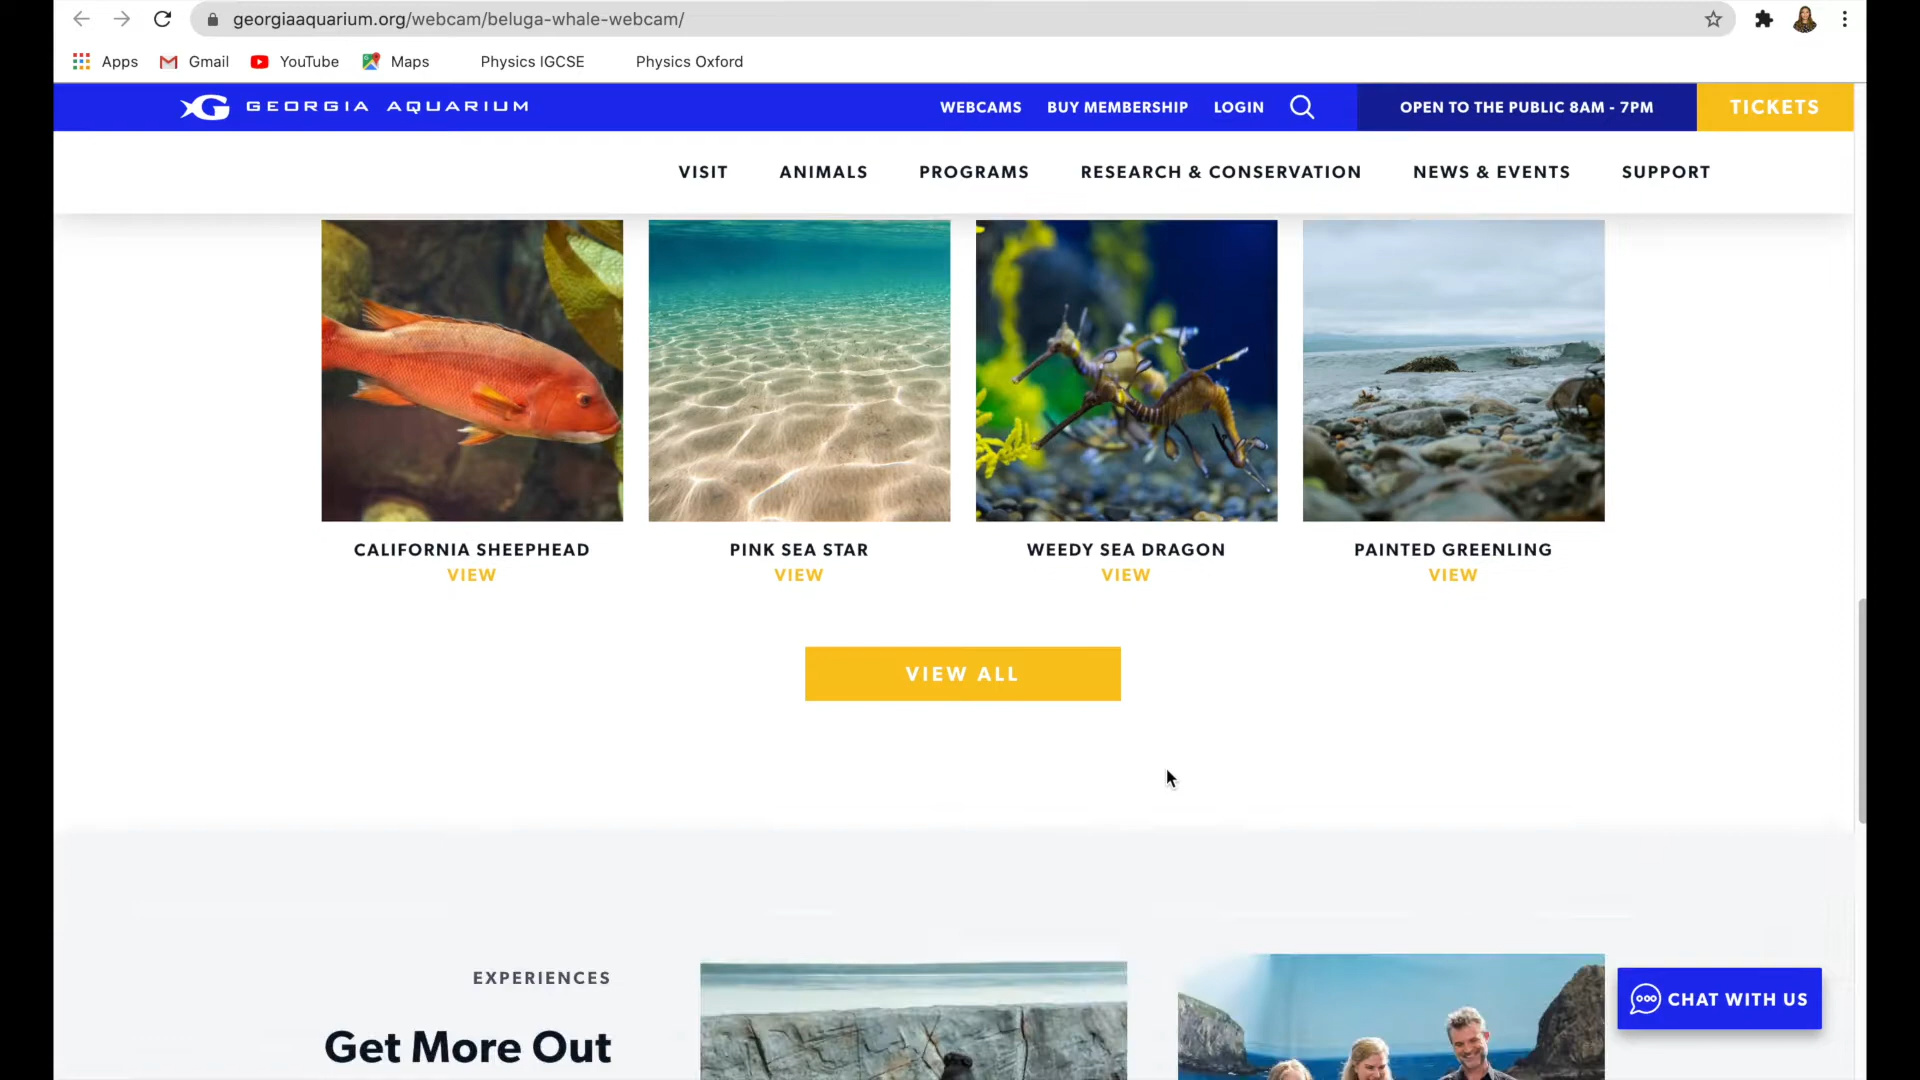 georgiaaquarium.org/webcam/beluga-whale-webcam/
Apps Gmail YouTube Maps Physics IGCSE Physics Oxford
GEORGIA AQUARIUM WEBCAMS BUY MEMBERSHIP LOGIN OPEN TO THE PUBLIC 8AM - 7PM TICKETS
VISIT ANIMALS PROGRAMS RESEARCH & CONSERVATION NEWS & EVENTS SUPPORT
CALIFORNIA SHEEPHEAD PINK SEA STAR WEEDY SEA DRAGON PAINTED GREENLING
VIEW VIEW VIEW VIEW
VIEW ALL
EXPERIENCES
CHAT WITH US
Get More Out